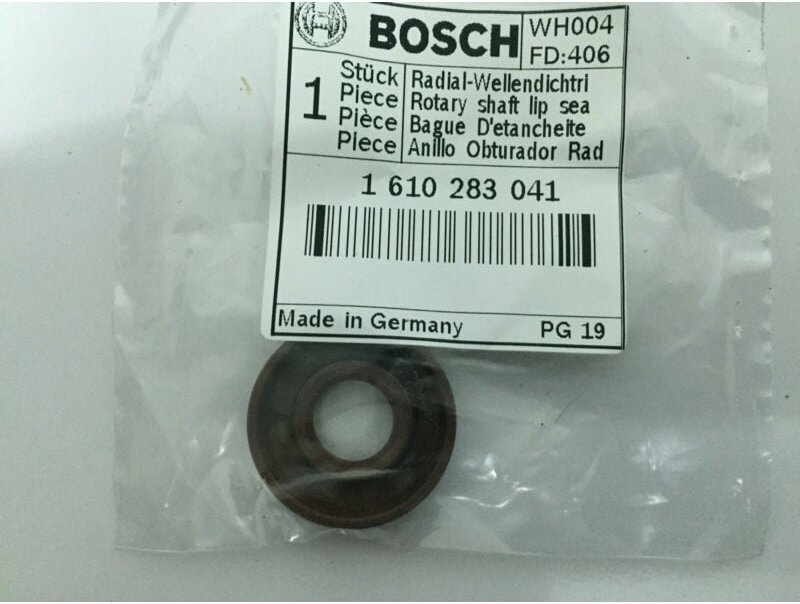 BOSCH
WH004
FD:406
1
Stück
Piece
Pièce
Piece
Radial-Wellendichtri
Rotary shaft lip sea
Bague D'etancheite
Anillo Obturador Rad
1 610 283 041
Made in Germany
PG 19